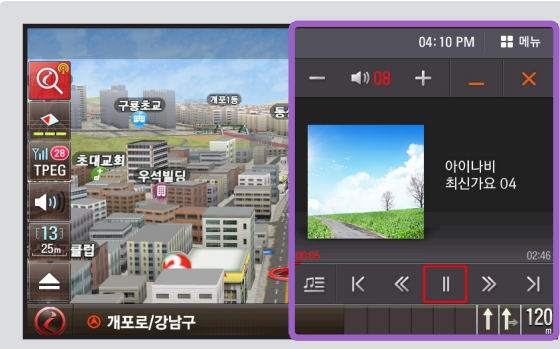 04:10 PM
메뉴
08
구룡초교
개포1동
초대교회
우석빌딩
28
TPEG
13
25m
클럽
아이나비
최신가요 04
00:05
02:46
개포로/강남구
120
m